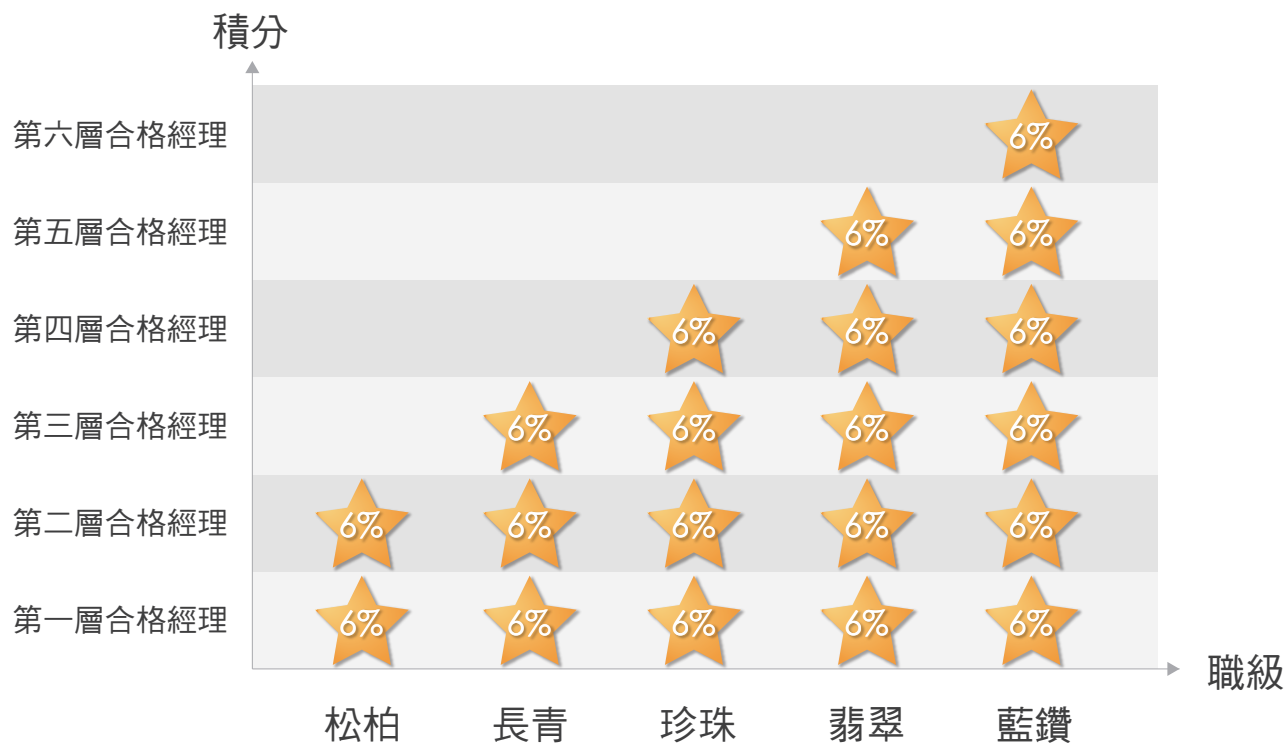 積分
第六層合格經理
6%
第五層合格經理
6% 6%
第四層合格經理
6% 6% 6%
第三層合格經理
6% 6% 6% 6%
第二層合格經理
6% 6% 6% 6% 6%
第一層合格經理
6% 6% 6% 6% 6%
職級
松柏 長青 珍珠 翡翠 藍鑽